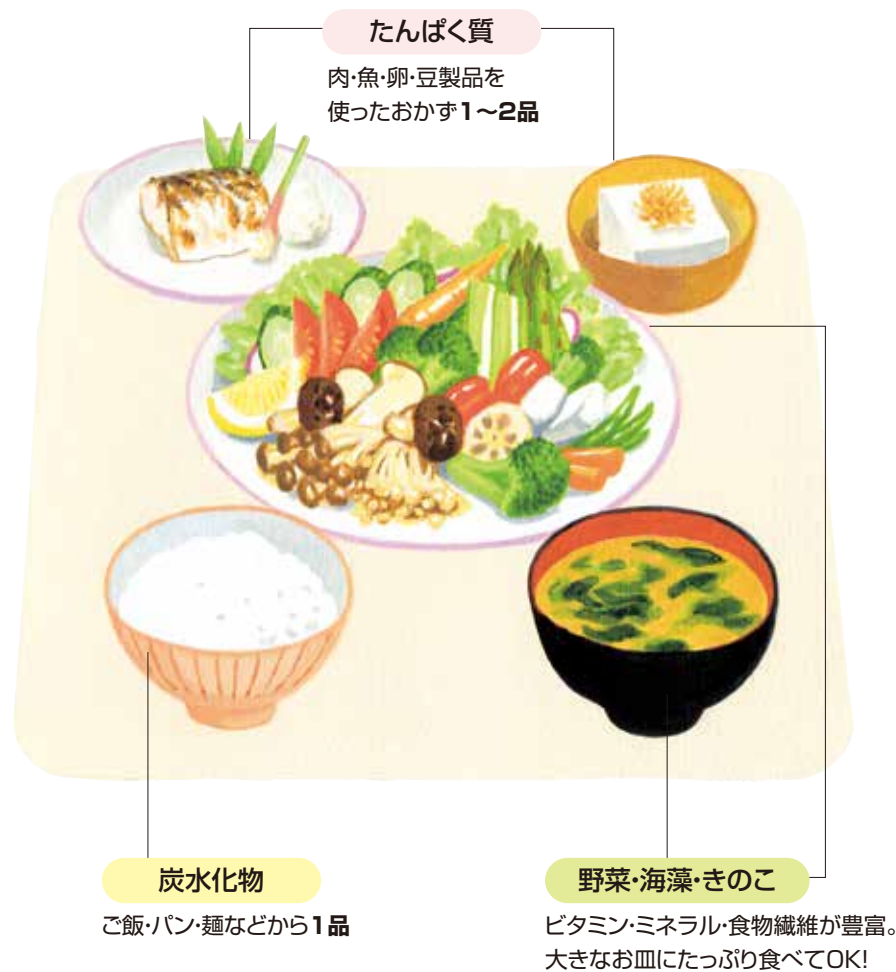 たんぱく質
肉・魚・卵・豆製品を
使ったおかず1〜2品
炭水化物
ご飯・パン・麺などから1品
野菜・海藻・きのこ
ビタミン・ミネラル・食物繊維が豊富。
大きなお皿にたっぷり食べてOK!